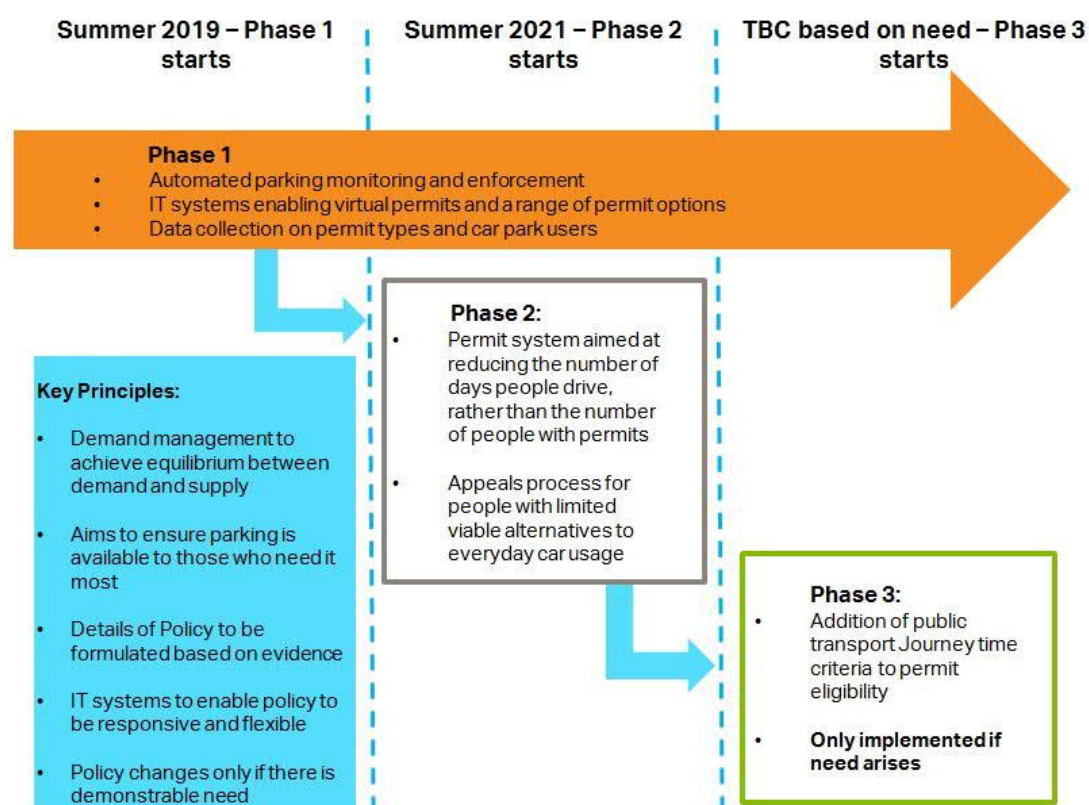 Summer 2019 – Phase 1
starts
Summer 2021 – Phase 2
starts
TBC based on need – Phase 3
starts
Phase 1
• Automated parking monitoring and enforcement
• IT systems enabling virtual permits and a range of permit options
• Data collection on permit types and car park users
Key Principles:
• Demand management to
achieve equilibrium between
demand and supply
• Aims to ensure parking is
available to those who need it
most
• Details of Policy to be
formulated based on evidence
• IT systems to enable policy to
be responsive and flexible
• Policy changes only if there is
demonstrable need
Phase 2:
• Permit system aimed at
reducing the number of
days people drive,
rather than the number
of people with permits
• Appeals process for
people with limited
viable alternatives to
everyday car usage
Phase 3:
• Addition of public
transport Journey time
criteria to permit
eligibility
• Only implemented if
need arises